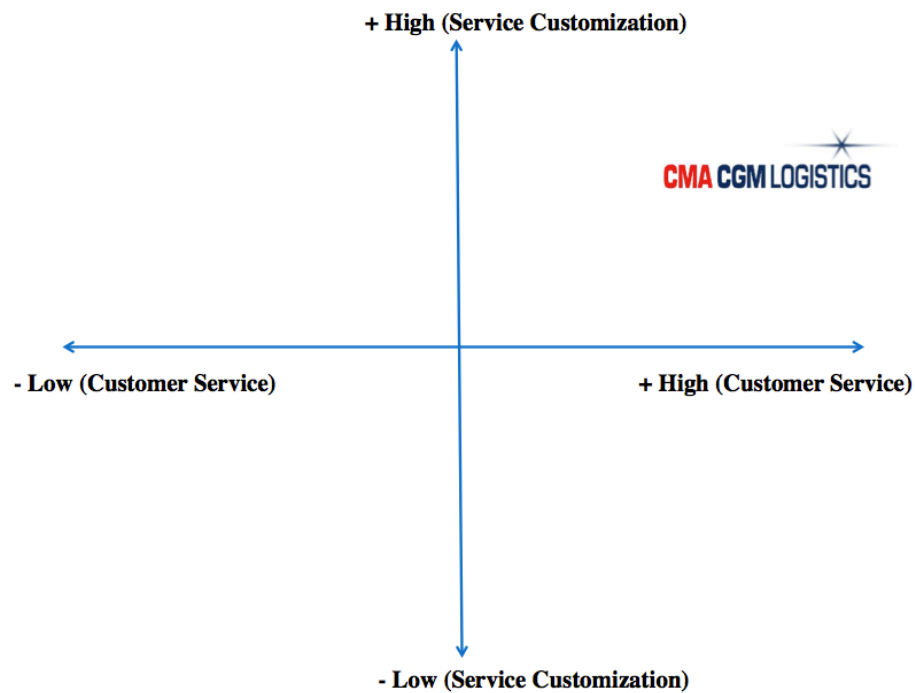 + High (Service Customization)
CMA CGM LOGISTICS
- Low (Customer Service)
+ High (Customer Service)
- Low (Service Customization)